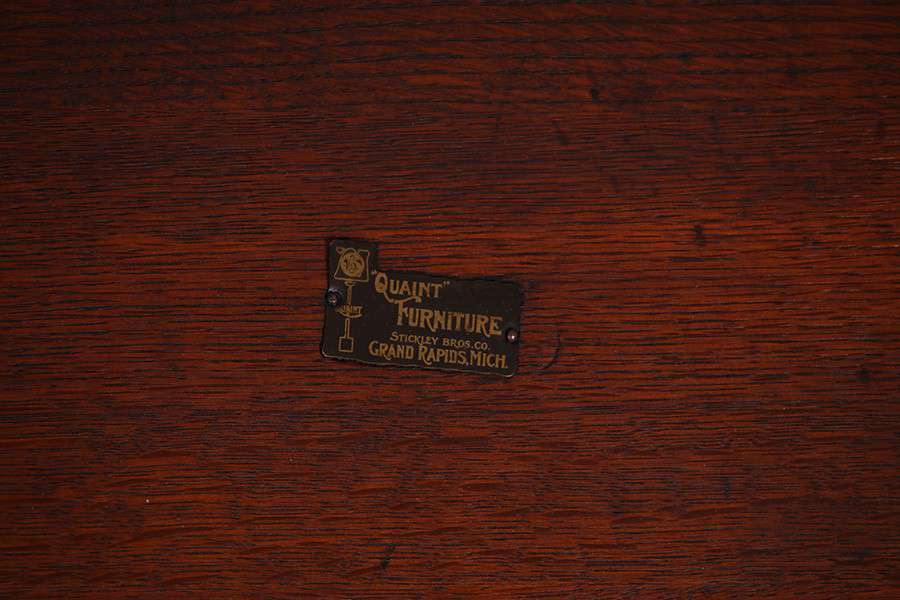 "QUAINT"
FURNITURE
STICKLEY BROS. CO.
GRAND RAPIDS, MICH.